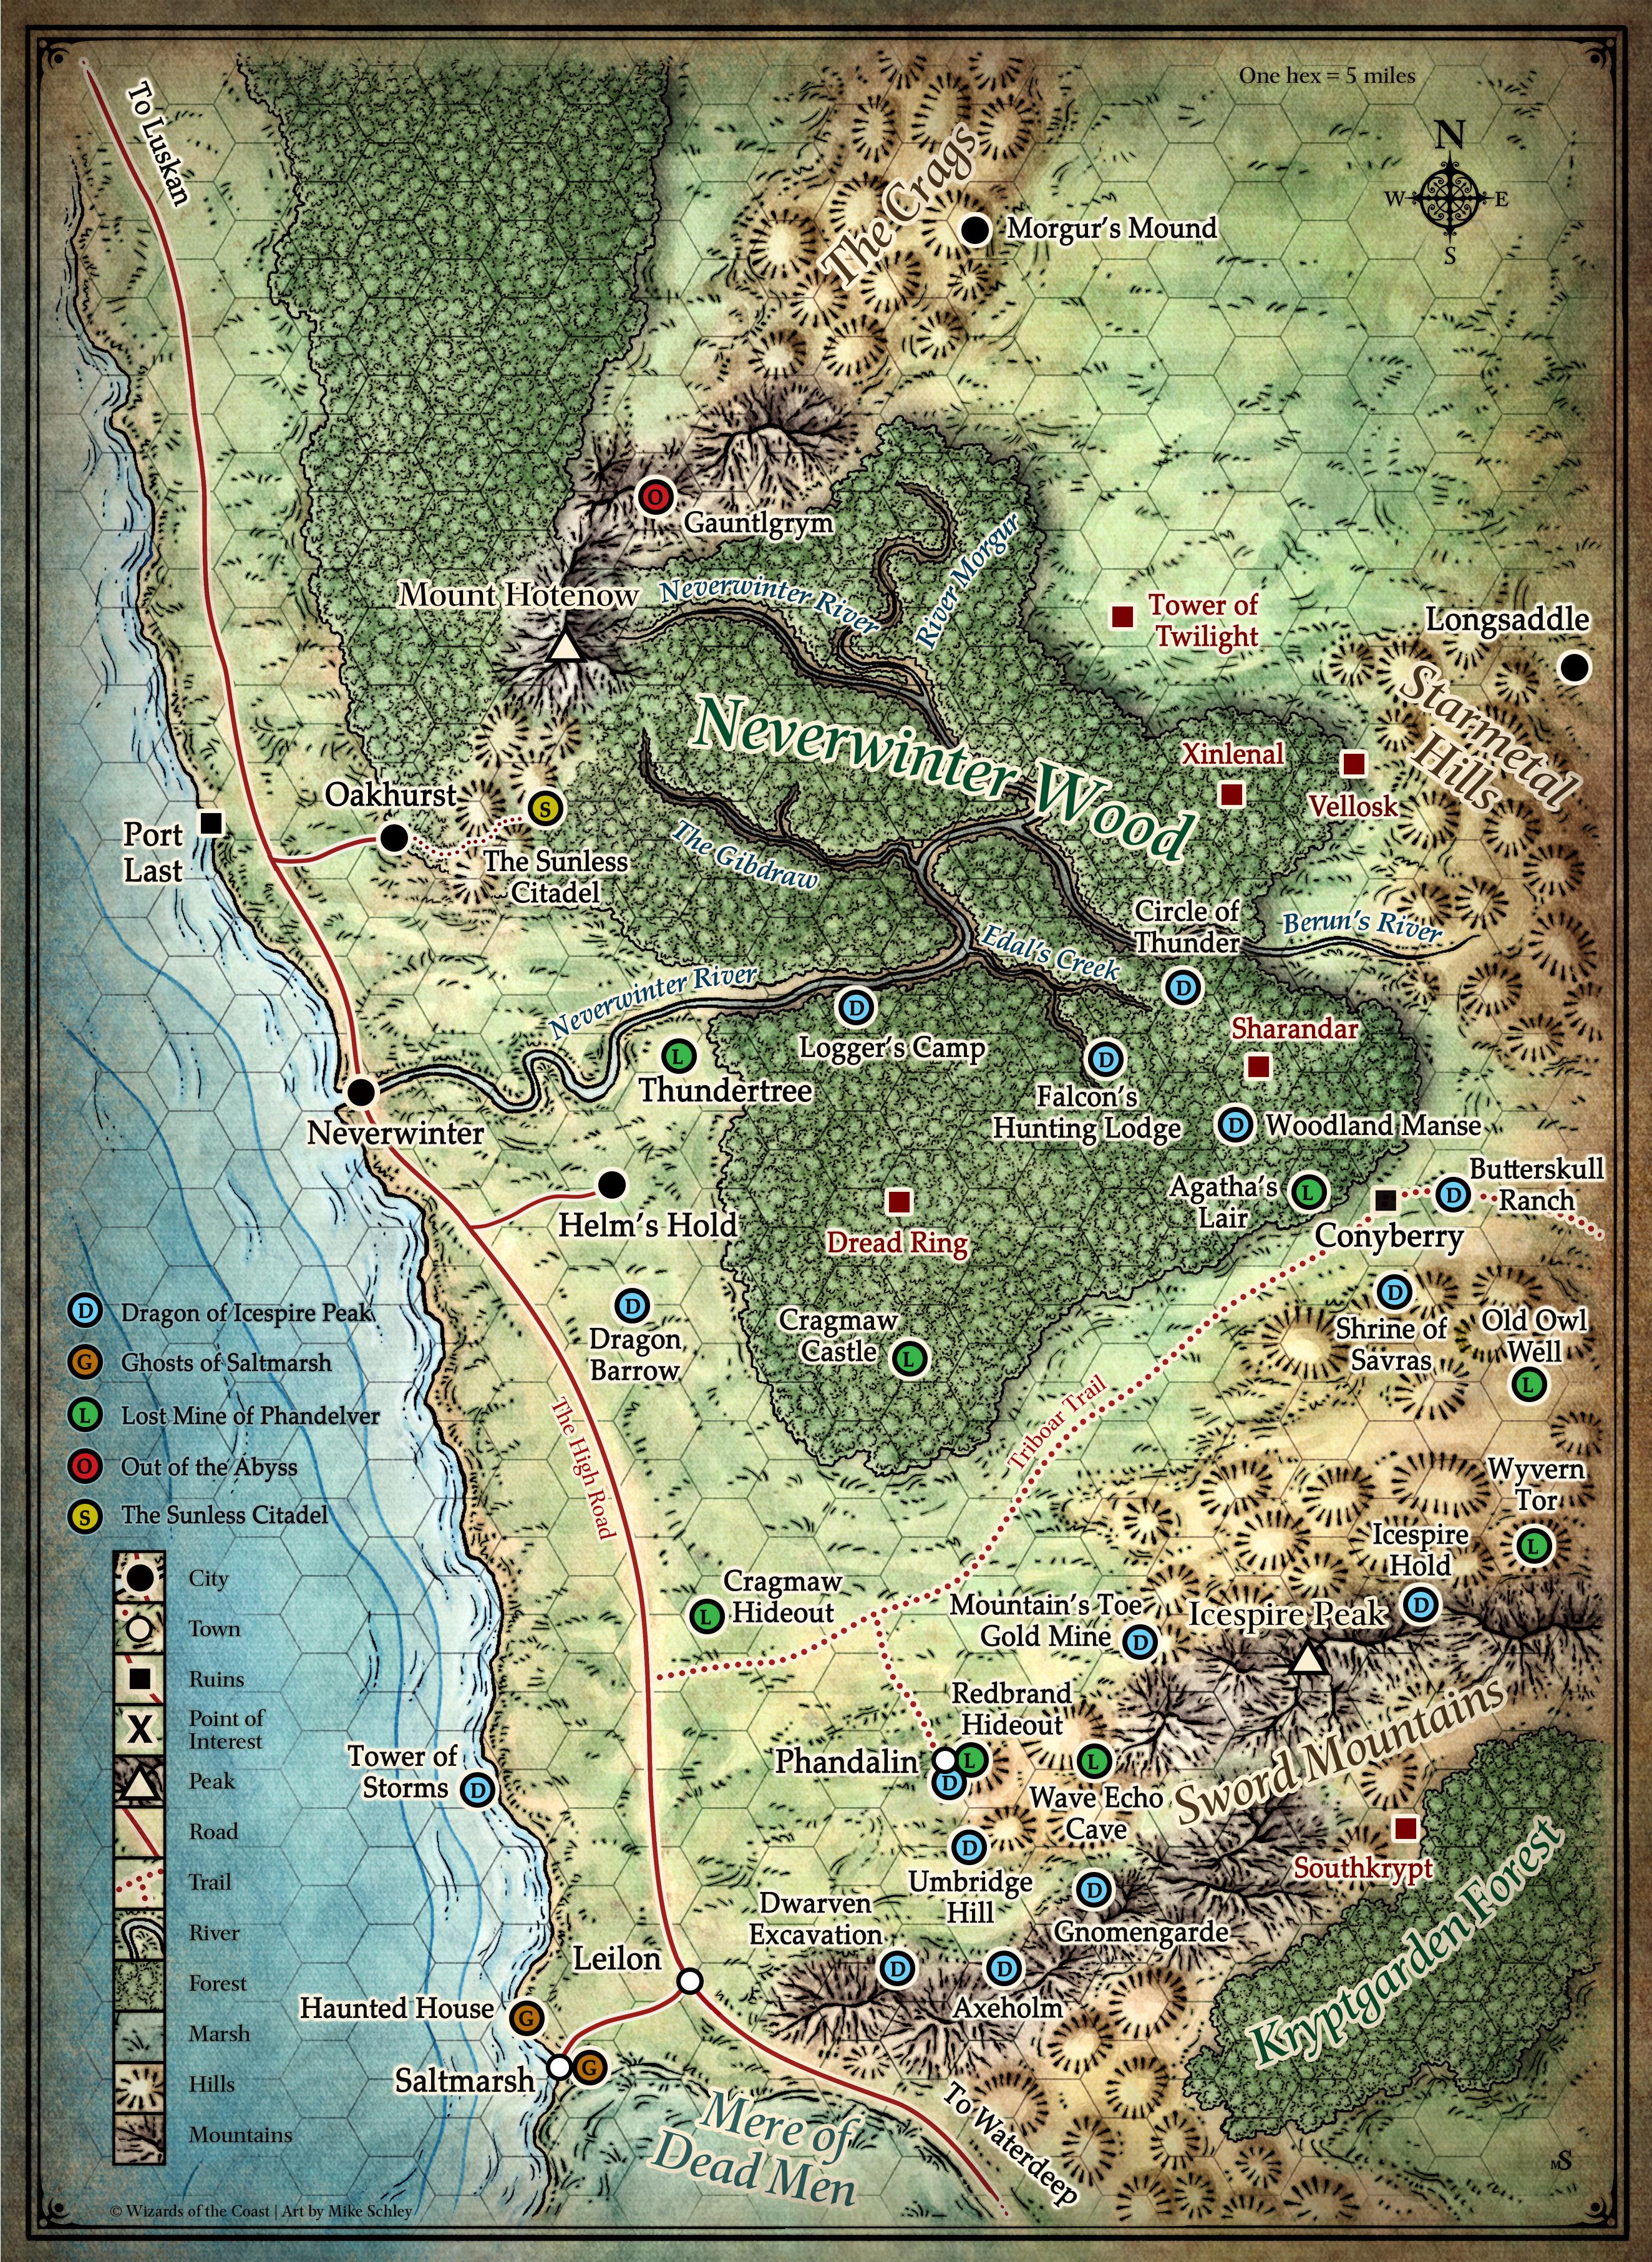 One hex = 5 miles
To Luskan
N
W
E
S
The Crags
Morgur's Mound
O
Gauntlgrym
Mount Hotenow
Neverwinter River
River Morgur
Tower of
Twilight
Longsaddle
Starmetal
Hills
Neverwinter Wood
Xinlenal
Vellosk
Oakhurst
S
Port
Last
The Sunless
Citadel
The Gibdraw
Circle of
Thunder
Berun's River
Edal's Creek
D
Neverwinter River
D
Logger's Camp
Sharandar
L
Thundertree
D
Falcon's
Hunting Lodge
Neverwinter
D
Woodland Manse
Helm's Hold
Dread Ring
Agatha's
Lair
L
Butterskull
Ranch
D
Conyberry
D
Dragon
Barrow
Cragmaw
Castle
L
D
Shrine of
Savras
Old Owl
Well
L
D Dragon of Icespire Peak
G Ghosts of Saltmarsh
L Lost Mine of Phandelver
O Out of the Abyss
S The Sunless Citadel
The High Road
Triboar Trail
Wyvern
Tor
L
Icespire
Hold
D
Cragmaw
Hideout
L
Mountain's Toe
Gold Mine
D
Icespire Peak
City
Town
Ruins
X
Point of
Interest
Peak
Road
Trail
River
Forest
Marsh
Hills
Mountains
Redbrand
Hideout
Phandalin
L
D
L
Wave Echo
Cave
Sword Mountains
Tower of
Storms
D
Southkrypt
D
Umbridge
Hill
D
Gnomengarde
Kryptgarden Forest
Dwarven
Excavation
D
D
Axeholm
Leilon
Haunted House
G
Saltmarsh
G
Mere of
Dead Men
To Waterdeep
MS
© Wizards of the Coast | Art by Mike Schley